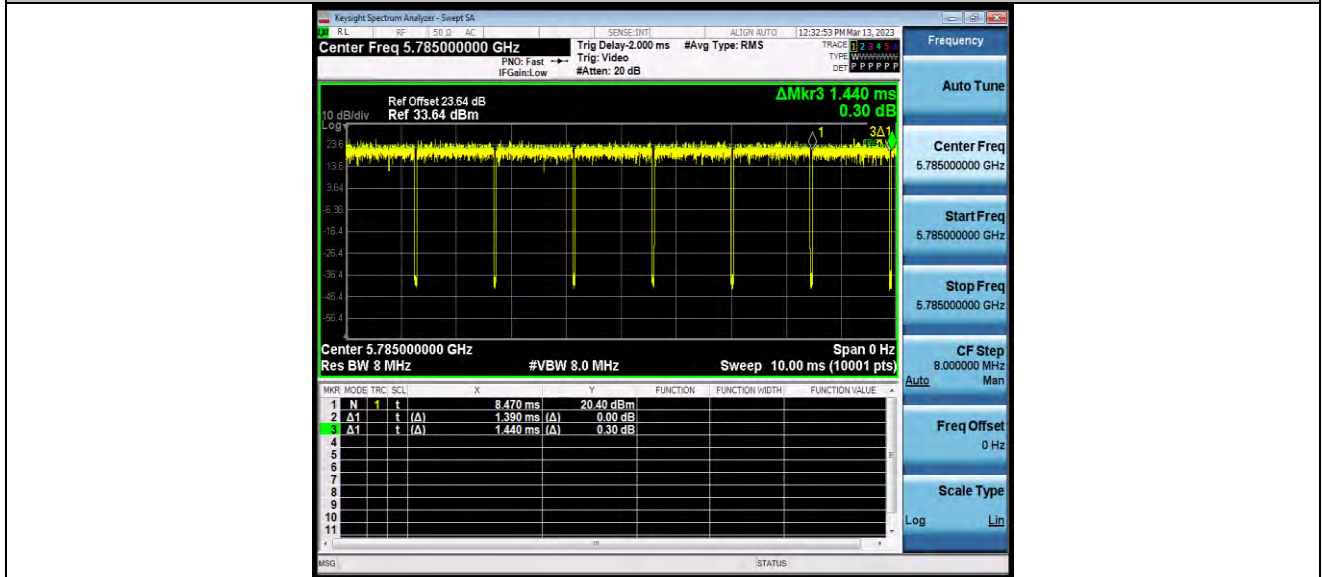 Keysight Spectrum Analyzer - Swept SA
RL RF 50 Ω AC SENSE:INT ALIGN AUTO 12:32:53 PM Mar 13, 2023
Center Freq 5.785000000 GHz
Trig Delay-2.000 ms #Avg Type: RMS
TRACE 1 2 3 4 5 6
PNO: Fast Trig: Video
TYPE WWWWWW
IFGain:Low #Atten: 20 dB
DET P P P P P P
Frequency
Auto Tune
Center Freq
5.785000000 GHz
Start Freq
5.785000000 GHz
Stop Freq
5.785000000 GHz
CF Step
8.000000 MHz
Auto Man
Freq Offset
0 Hz
Scale Type
Log Lin
ΔMkr3 1.440 ms
0.30 dB
Ref Offset 23.64 dB
10 dB/div Ref 33.64 dBm
Log
1 3Δ1
23.6
13.6
3.64
-6.36
-16.4
-26.4
-36.4
-46.4
-56.4
Center 5.785000000 GHz Span 0 Hz
Res BW 8 MHz #VBW 8.0 MHz Sweep 10.00 ms (10001 pts)
MKR MODE TRC SCL X Y FUNCTION FUNCTION WIDTH FUNCTION VALUE
1 N 1 t 8.470 ms 20.40 dBm
2 Δ1 t (Δ) 1.390 ms (Δ) 0.00 dB
3 Δ1 t (Δ) 1.440 ms (Δ) 0.30 dB
4
5
6
7
8
9
10
11
MSG STATUS